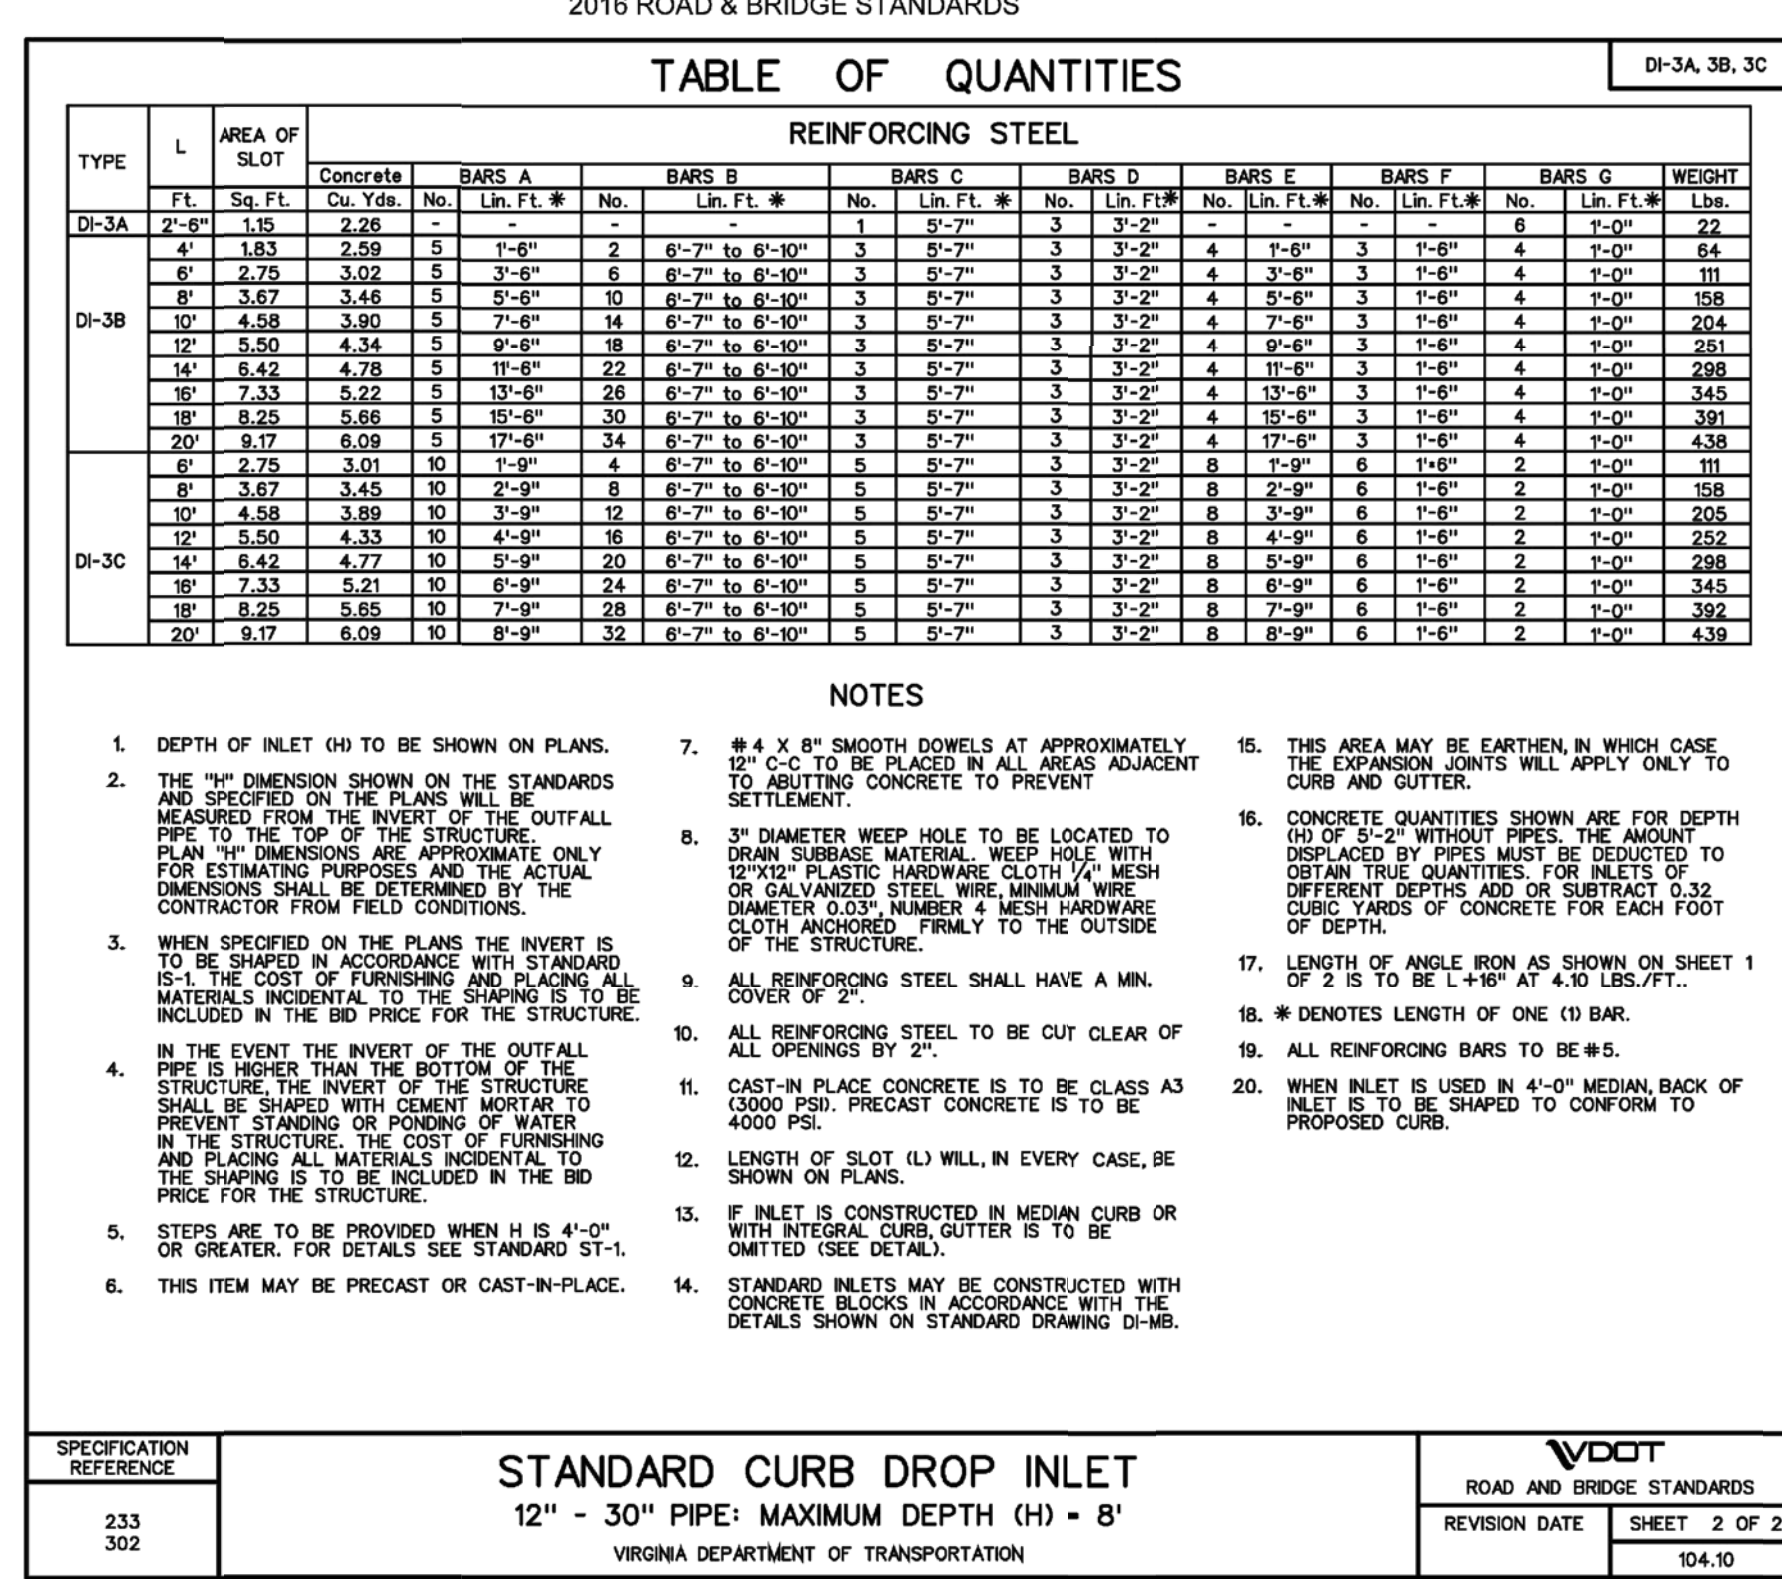 2016 ROAD & BRIDGE STANDARDS
TABLE OF QUANTITIES
DI-3A, 3B, 3C
TYPE L AREA OF SLOT REINFORCING STEEL
Concrete BARS A BARS B BARS C BARS D BARS E BARS F BARS G WEIGHT
Ft. Sq. Ft. Cu. Yds. No. Lin. Ft. * No. Lin. Ft. * No. Lin. Ft. * No. Lin. Ft* No. Lin. Ft.* No. Lin. Ft.* No. Lin. Ft.* Lbs.
DI-3A 2'-6" 1.15 2.26 - - - - 1 5'-7" 3 3'-2" - - - - 6 1'-0" 22
DI-3B
4' 1.83 2.59 5 1'-6" 2 6'-7" to 6'-10" 3 5'-7" 3 3'-2" 4 1'-6" 3 1'-6" 4 1'-0" 64
6' 2.75 3.02 5 3'-6" 6 6'-7" to 6'-10" 3 5'-7" 3 3'-2" 4 3'-6" 3 1'-6" 4 1'-0" 111
8' 3.67 3.46 5 5'-6" 10 6'-7" to 6'-10" 3 5'-7" 3 3'-2" 4 5'-6" 3 1'-6" 4 1'-0" 158
10' 4.58 3.90 5 7'-6" 14 6'-7" to 6'-10" 3 5'-7" 3 3'-2" 4 7'-6" 3 1'-6" 4 1'-0" 204
12' 5.50 4.34 5 9'-6" 18 6'-7" to 6'-10" 3 5'-7" 3 3'-2" 4 9'-6" 3 1'-6" 4 1'-0" 251
14' 6.42 4.78 5 11'-6" 22 6'-7" to 6'-10" 3 5'-7" 3 3'-2" 4 11'-6" 3 1'-6" 4 1'-0" 298
16' 7.33 5.22 5 13'-6" 26 6'-7" to 6'-10" 3 5'-7" 3 3'-2" 4 13'-6" 3 1'-6" 4 1'-0" 345
18' 8.25 5.66 5 15'-6" 30 6'-7" to 6'-10" 3 5'-7" 3 3'-2" 4 15'-6" 3 1'-6" 4 1'-0" 391
20' 9.17 6.09 5 17'-6" 34 6'-7" to 6'-10" 3 5'-7" 3 3'-2" 4 17'-6" 3 1'-6" 4 1'-0" 438
DI-3C
6' 2.75 3.01 10 1'-9" 4 6'-7" to 6'-10" 5 5'-7" 3 3'-2" 8 1'-9" 6 1'-6" 2 1'-0" 111
8' 3.67 3.45 10 2'-9" 8 6'-7" to 6'-10" 5 5'-7" 3 3'-2" 8 2'-9" 6 1'-6" 2 1'-0" 158
10' 4.58 3.89 10 3'-9" 12 6'-7" to 6'-10" 5 5'-7" 3 3'-2" 8 3'-9" 6 1'-6" 2 1'-0" 205
12' 5.50 4.33 10 4'-9" 16 6'-7" to 6'-10" 5 5'-7" 3 3'-2" 8 4'-9" 6 1'-6" 2 1'-0" 252
14' 6.42 4.77 10 5'-9" 20 6'-7" to 6'-10" 5 5'-7" 3 3'-2" 8 5'-9" 6 1'-6" 2 1'-0" 298
16' 7.33 5.21 10 6'-9" 24 6'-7" to 6'-10" 5 5'-7" 3 3'-2" 8 6'-9" 6 1'-6" 2 1'-0" 345
18' 8.25 5.65 10 7'-9" 28 6'-7" to 6'-10" 5 5'-7" 3 3'-2" 8 7'-9" 6 1'-6" 2 1'-0" 392
20' 9.17 6.09 10 8'-9" 32 6'-7" to 6'-10" 5 5'-7" 3 3'-2" 8 8'-9" 6 1'-6" 2 1'-0" 439
NOTES
1. DEPTH OF INLET (H) TO BE SHOWN ON PLANS.
2. THE "H" DIMENSION SHOWN ON THE STANDARDS
AND SPECIFIED ON THE PLANS WILL BE
MEASURED FROM THE INVERT OF THE OUTFALL
PIPE TO THE TOP OF THE STRUCTURE.
PLAN "H" DIMENSIONS ARE APPROXIMATE ONLY
FOR ESTIMATING PURPOSES AND THE ACTUAL
DIMENSIONS SHALL BE DETERMINED BY THE
CONTRACTOR FROM FIELD CONDITIONS.
3. WHEN SPECIFIED ON THE PLANS THE INVERT IS
TO BE SHAPED IN ACCORDANCE WITH STANDARD
IS-1. THE COST OF FURNISHING AND PLACING ALL
MATERIALS INCIDENTAL TO THE SHAPING IS TO BE
INCLUDED IN THE BID PRICE FOR THE STRUCTURE.
IN THE EVENT THE INVERT OF THE OUTFALL
4. PIPE IS HIGHER THAN THE BOTTOM OF THE
STRUCTURE, THE INVERT OF THE STRUCTURE
SHALL BE SHAPED WITH CEMENT MORTAR TO
PREVENT STANDING OR PONDING OF WATER
IN THE STRUCTURE. THE COST OF FURNISHING
AND PLACING ALL MATERIALS INCIDENTAL TO
THE SHAPING IS TO BE INCLUDED IN THE BID
PRICE FOR THE STRUCTURE.
5. STEPS ARE TO BE PROVIDED WHEN H IS 4'-0"
OR GREATER. FOR DETAILS SEE STANDARD ST-1.
6. THIS ITEM MAY BE PRECAST OR CAST-IN-PLACE.
7. #4 X 8" SMOOTH DOWELS AT APPROXIMATELY
12" C-C TO BE PLACED IN ALL AREAS ADJACENT
TO ABUTTING CONCRETE TO PREVENT
SETTLEMENT.
8. 3" DIAMETER WEEP HOLE TO BE LOCATED TO
DRAIN SUBBASE MATERIAL. WEEP HOLE WITH
12"X12" PLASTIC HARDWARE CLOTH 1/4" MESH
OR GALVANIZED STEEL WIRE, MINIMUM WIRE
DIAMETER 0.03", NUMBER 4 MESH HARDWARE
CLOTH ANCHORED FIRMLY TO THE OUTSIDE
OF THE STRUCTURE.
9. ALL REINFORCING STEEL SHALL HAVE A MIN.
COVER OF 2".
10. ALL REINFORCING STEEL TO BE CUT CLEAR OF
ALL OPENINGS BY 2".
11. CAST-IN PLACE CONCRETE IS TO BE CLASS A3
(3000 PSI). PRECAST CONCRETE IS TO BE
4000 PSI.
12. LENGTH OF SLOT (L) WILL, IN EVERY CASE, BE
SHOWN ON PLANS.
13. IF INLET IS CONSTRUCTED IN MEDIAN CURB OR
WITH INTEGRAL CURB, GUTTER IS TO BE
OMITTED (SEE DETAIL).
14. STANDARD INLETS MAY BE CONSTRUCTED WITH
CONCRETE BLOCKS IN ACCORDANCE WITH THE
DETAILS SHOWN ON STANDARD DRAWING DI-MB.
15. THIS AREA MAY BE EARTHEN, IN WHICH CASE
THE EXPANSION JOINTS WILL APPLY ONLY TO
CURB AND GUTTER.
16. CONCRETE QUANTITIES SHOWN ARE FOR DEPTH
(H) OF 5'-2" WITHOUT PIPES. THE AMOUNT
DISPLACED BY PIPES MUST BE DEDUCTED TO
OBTAIN TRUE QUANTITIES. FOR INLETS OF
DIFFERENT DEPTHS ADD OR SUBTRACT 0.32
CUBIC YARDS OF CONCRETE FOR EACH FOOT
OF DEPTH.
17. LENGTH OF ANGLE IRON AS SHOWN ON SHEET 1
OF 2 IS TO BE L +16" AT 4.10 LBS./FT..
18. * DENOTES LENGTH OF ONE (1) BAR.
19. ALL REINFORCING BARS TO BE #5.
20. WHEN INLET IS USED IN 4'-0" MEDIAN, BACK OF
INLET IS TO BE SHAPED TO CONFORM TO
PROPOSED CURB.
SPECIFICATION
REFERENCE
233
302
STANDARD CURB DROP INLET
12" - 30" PIPE: MAXIMUM DEPTH (H) - 8'
VIRGINIA DEPARTMENT OF TRANSPORTATION
VDOT
ROAD AND BRIDGE STANDARDS
REVISION DATE SHEET 2 OF 2
104.10